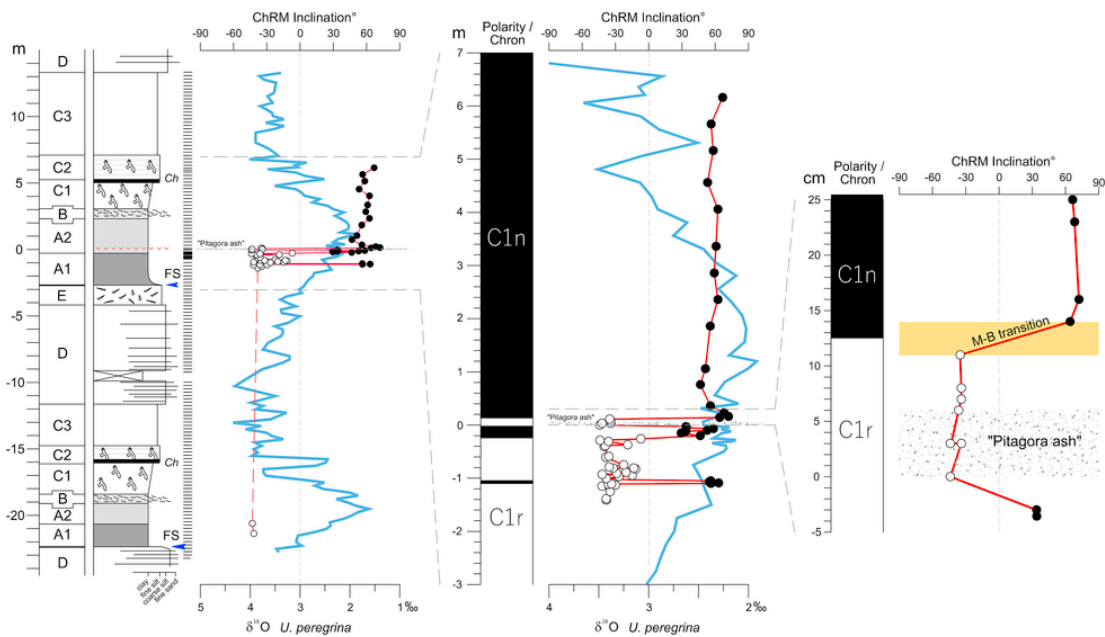 ChRM Inclination°
-90 -60 -30 0 30 60 90
m
D
C3
10
C2
Ch
5
C1
B
A2
"Pitagora ash"
0
A1
FS
E
-5
D
-10
C3
-15
C2
Ch
C1
B
A2
-20
A1
FS
D
clay
fine silt
coarse silt
fine sand
5 4 3 2 1‰
δ¹⁸O U. peregrina
m
Polarity /
Chron
ChRM Inclination°
-90 -60 -30 0 30 60 90
7
6
5
4
C1n
3
2
1
"Pitagora ash"
0
-1
C1r
-2
-3
4 3 2‰
δ¹⁸O U. peregrina
cm
Polarity /
Chron
ChRM Inclination°
-90 -60 -30 0 30 60 90
25
C1n
20
15
M-B transition
10
C1r
5
"Pitagora ash"
0
-5